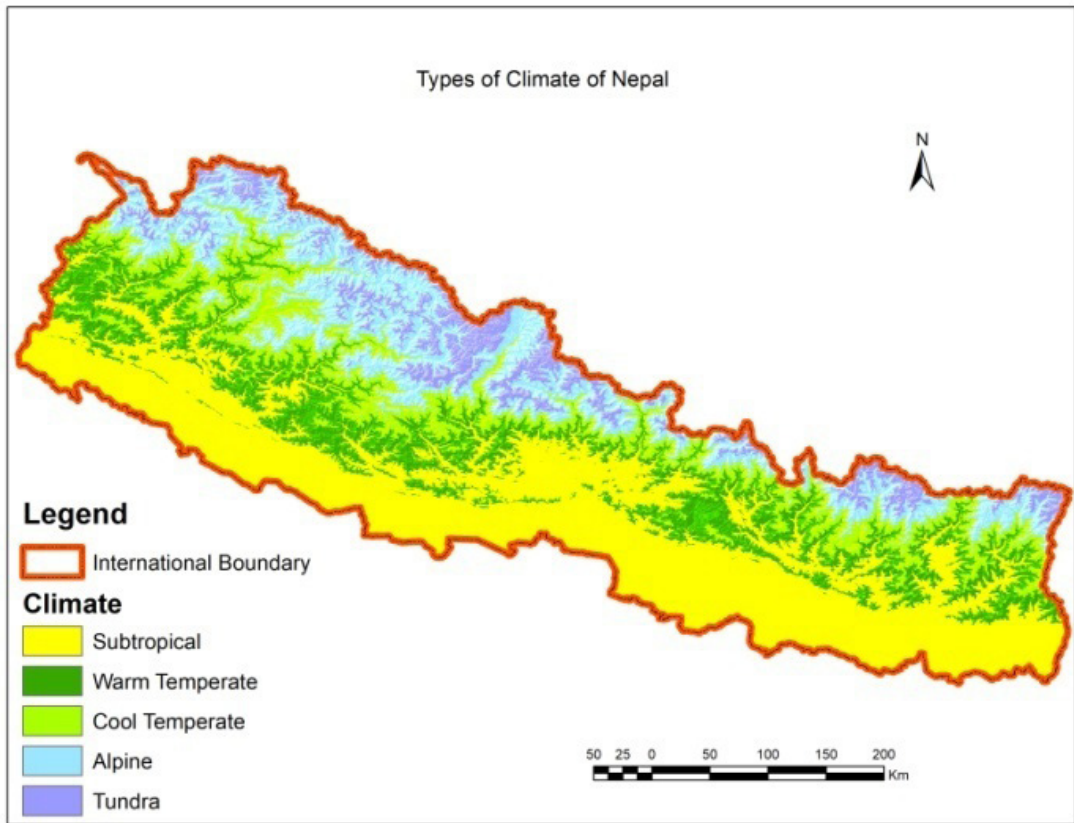 Types of Climate of Nepal
N
Legend
International Boundary
Climate
Subtropical
Warm Temperate
Cool Temperate
Alpine
Tundra
50 25 0 50 100 150 200
Km